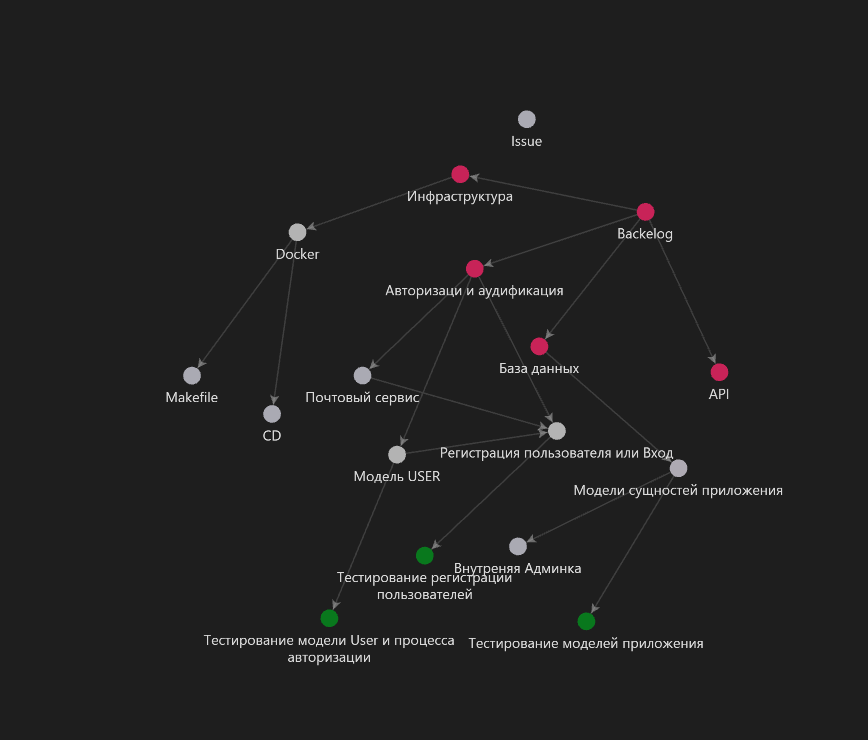 Issue
Инфраструктура
Backelog
Docker
Авторизаци и аудификация
База данных
API
Makefile
Почтовый сервис
CD
Регистрация пользователя или Вход
Модель USER
Модели сущностей приложения
Внутреняя Админка
Тестирование регистрации
пользователей
Тестирование модели User и процесса
авторизации
Тестирование моделей приложения